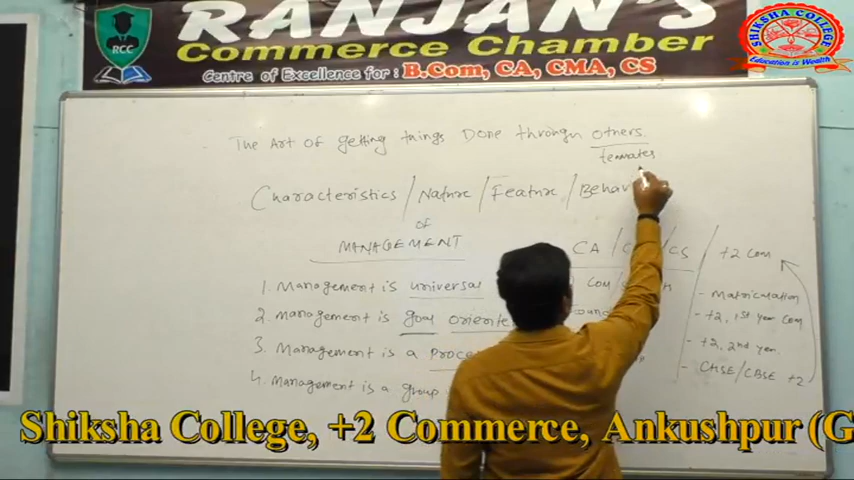 RANJAN'S
Commerce Chamber
RCC
Centre of Excellence for : B.Com, CA, CMA, CS
SHIKSHA COLLEGE
Education is Wealth
The Art of getting things Done through others.
temmates
Characteristics / Nature / Feature / Behav
of
MANAGEMENT
CA / C / CS / +2 Com
1. Management is universal
- Matriculation
2. Management is goal oriente
- +2, 1st year Com
3. Management is a Proce
- +2, 2nd year
4. Management is a group
- CHSE/CBSE +2
Shiksha College, +2 Commerce, Ankushpur (G